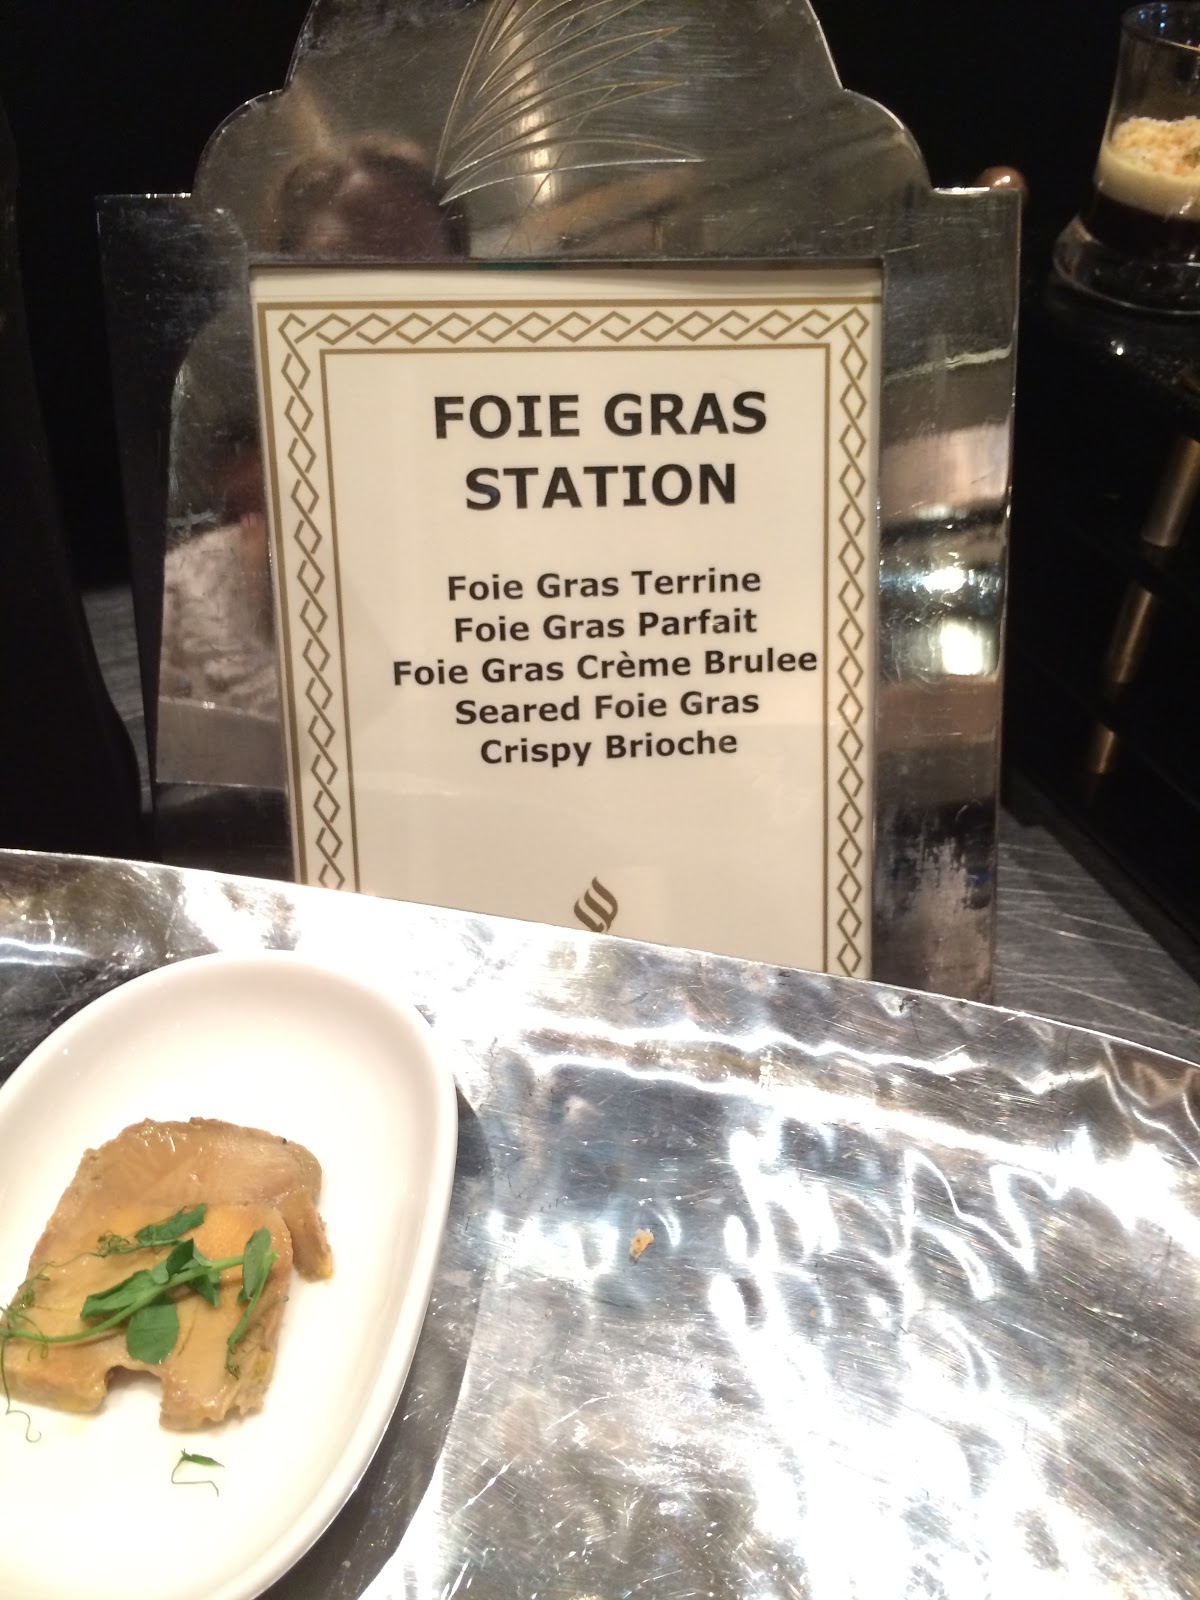 FOIE GRAS
STATION
Foie Gras Terrine
Foie Gras Parfait
Foie Gras Crème Brulee
Seared Foie Gras
Crispy Brioche